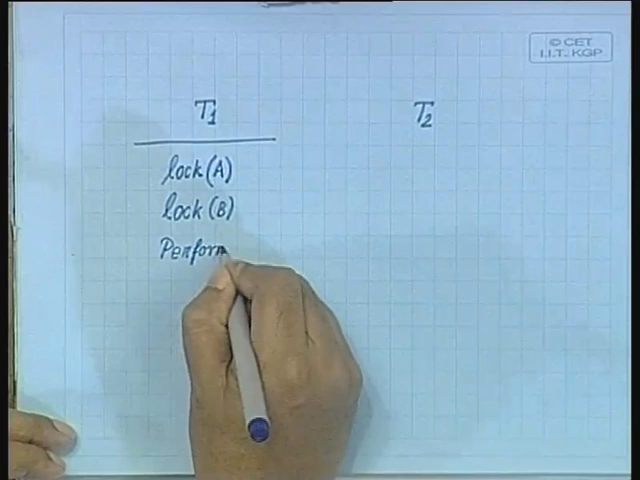 © CET
I.I.T. KGP
T1 T2
lock(A)
lock(B)
Perform